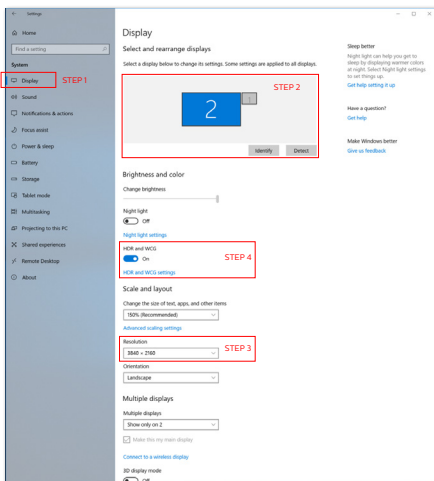 Settings
Home
Find a setting
System
Display
STEP 1
Sound
Notifications & actions
Focus assist
Power & sleep
Battery
Storage
Tablet mode
Multitasking
Projecting to this PC
Shared experiences
Remote Desktop
About
Display
Select and rearrange displays
Select a display below to change its settings. Some settings are applied to all displays.
STEP 2
2
1
Identify
Detect
Brightness and color
Change brightness
Night light
Off
Night light settings
HDR and WCG
On
STEP 4
HDR and WCG settings
Scale and layout
Change the size of text, apps, and other items
150% (Recommended)
Advanced scaling settings
Resolution
3840 × 2160
STEP 3
Orientation
Landscape
Multiple displays
Multiple displays
Show only on 2
Make this my main display
Connect to a wireless display
3D display mode
Off
Sleep better
Night light can help you get to
sleep by displaying warmer colors
at night. Select Night light settings
to set things up.
Get help setting it up
Have a question?
Get help
Make Windows better
Give us feedback